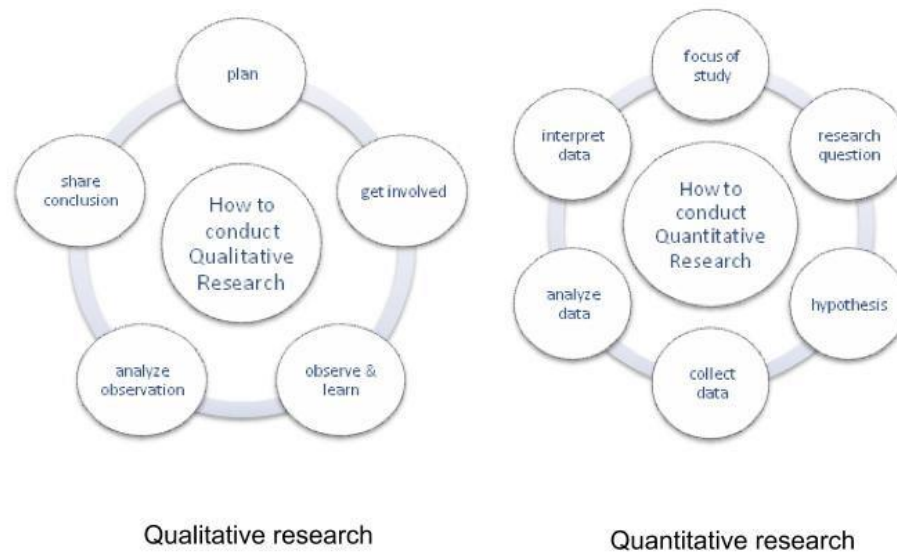 plan
get involved
observe &
learn
analyze
observation
share
conclusion
How to
conduct
Qualitative
Research
Qualitative research
focus of
study
research
question
hypothesis
collect
data
analyze
data
interpret
data
How to
conduct
Quantitative
Research
Quantitative research